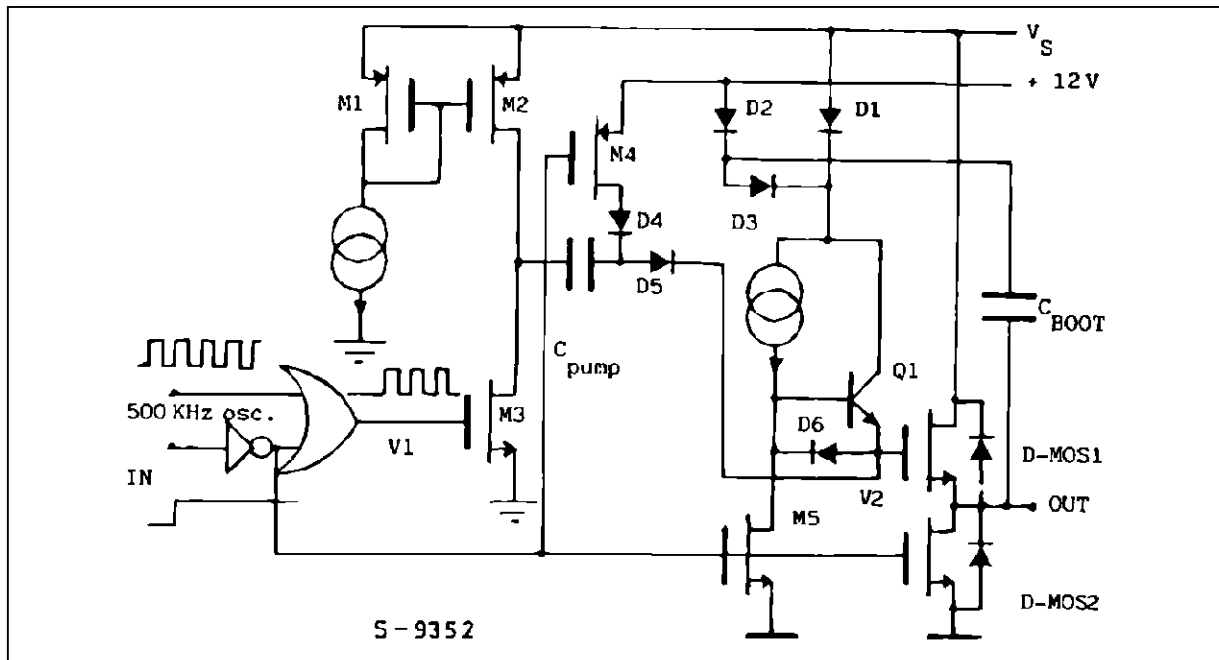 V
S
+ 12V
M1
M2
D2
D1
M4
D3
D4
D5
C
BOOT
C
pump
Q1
500 KHz osc.
M3
D6
V1
D-MOS1
IN
V2
OUT
M5
D-MOS2
S-9352